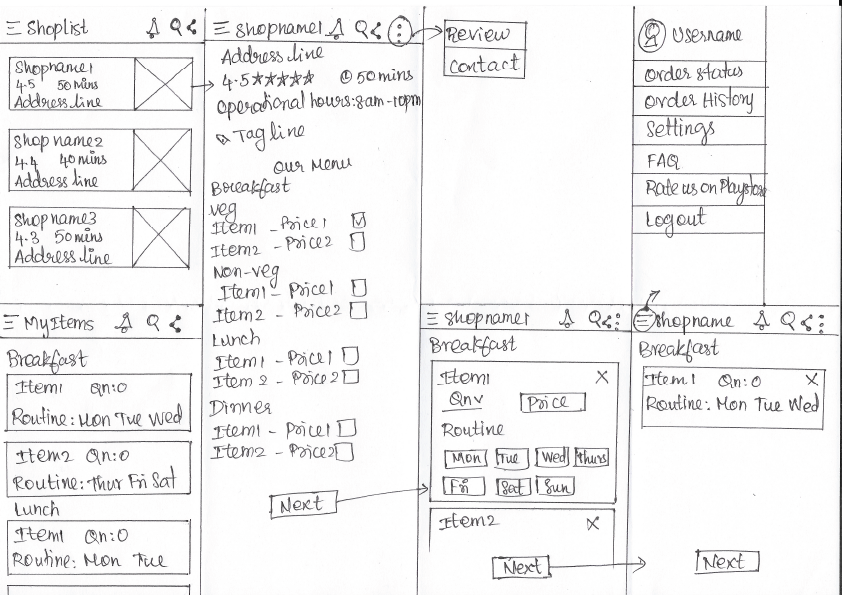 Shoplist
Shopname1
4.5 50 mins
Address line
Shop name2
4.4 40 mins
Address line
Shop name3
4.3 50 mins
Address line
Shopname1
Address line
4.5 ★★★★★ 50 mins
Operational hours: 8am-10pm
Tag line
Our Menu
Breakfast
veg
Item1 - Price1
Item2 - Price2
Non-veg
Item1 - Price1
Item2 - Price2
Lunch
Item1 - Price1
Item2 - Price2
Dinner
Item1 - Price1
Item2 - Price2
Next
Review
Contact
Username
Order status
Order History
Settings
FAQ
Rate us on Playstore
Logout
My Items
Breakfast
Item1 Qn:0
Routine: Mon Tue Wed
Item2 Qn:0
Routine: Thur Fri Sat
Lunch
Item1 Qn:0
Routine: Mon Tue
Shopname1
Breakfast
Item1 X
Qnv Price
Routine
Mon Tue Wed Thurs
Fri Sat Sun
Item2 X
Next
Shopname
Breakfast
Item1 Qn:0 X
Routine: Mon Tue Wed
Next